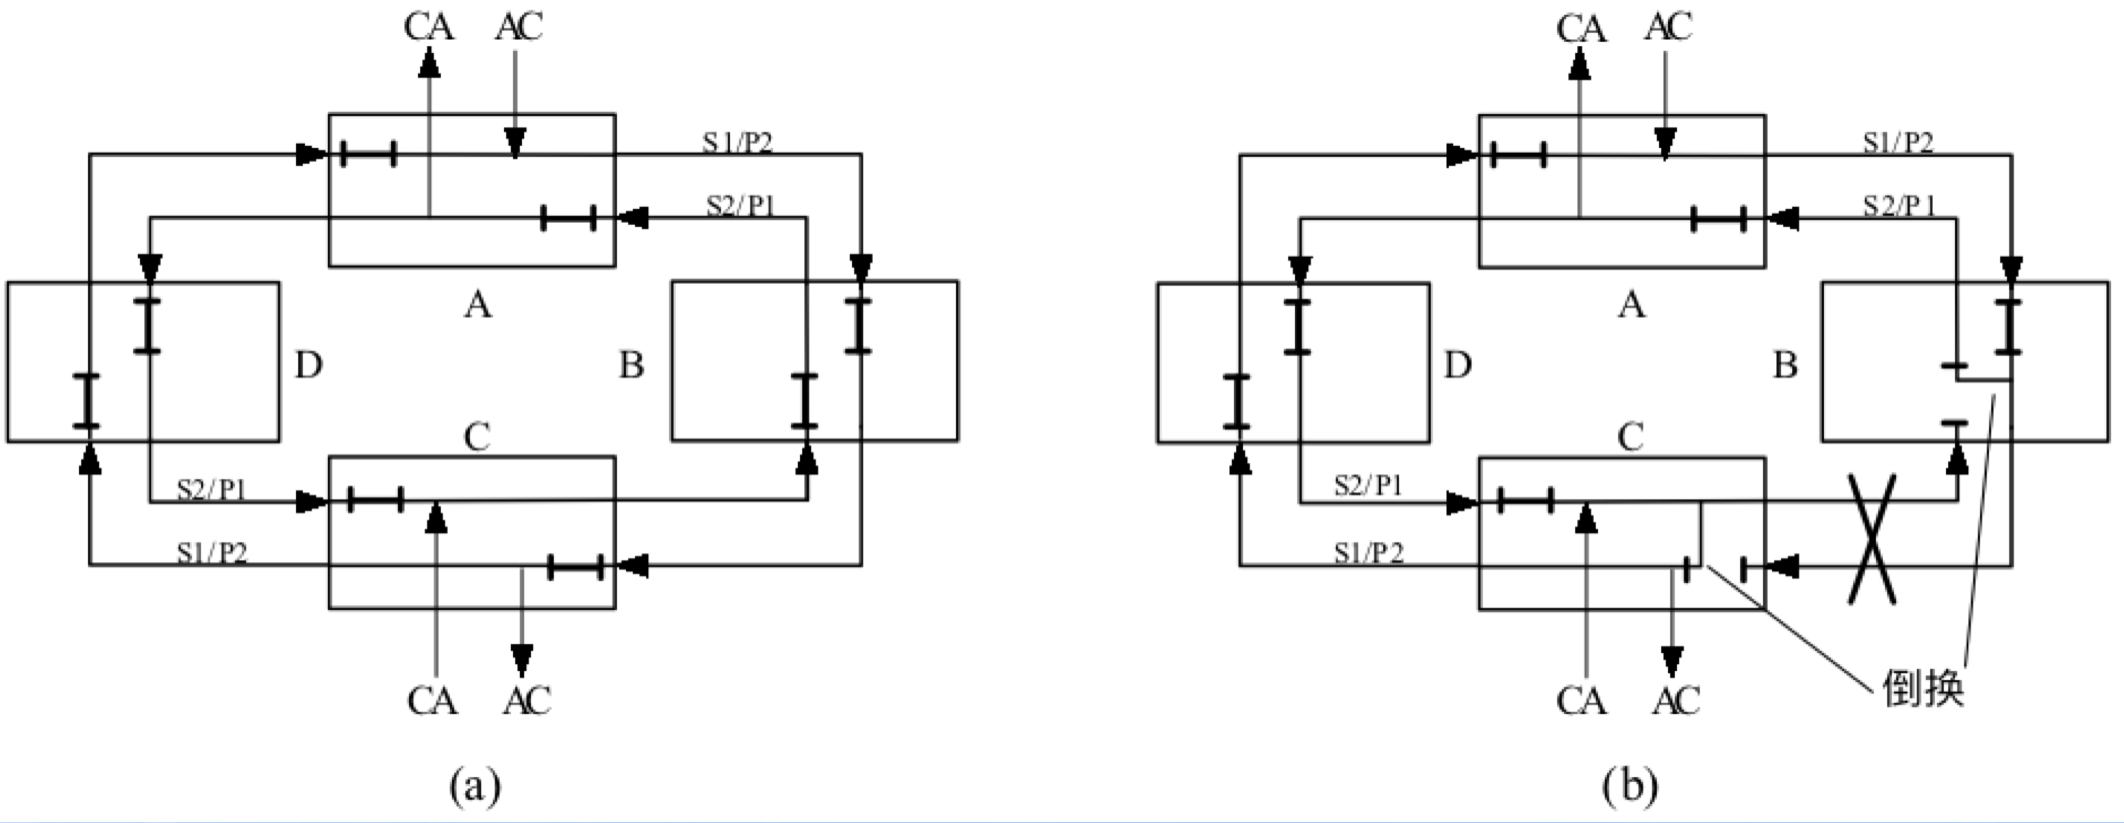 CA AC
S1/P2
S2/P1
A
D
B
C
S2/P1
S1/P2
CA AC
(a)
CA AC
S1/P2
S2/P1
A
D
B
C
S2/P1
S1/P2
CA AC
倒换
(b)